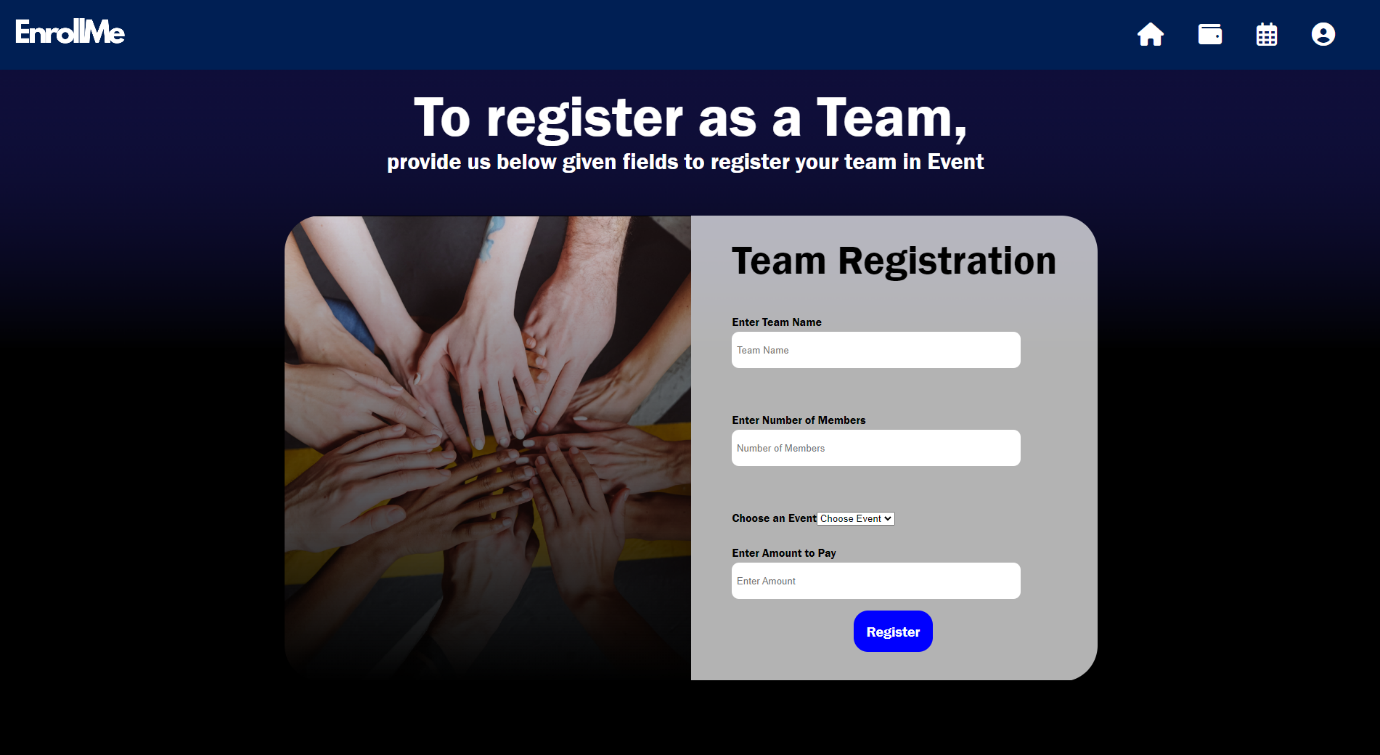 EnrollMe
To register as a Team,
provide us below given fields to register your team in Event
Team Registration
Enter Team Name
Team Name
Enter Number of Members
Number of Members
Choose an Event Choose Event
Enter Amount to Pay
Enter Amount
Register